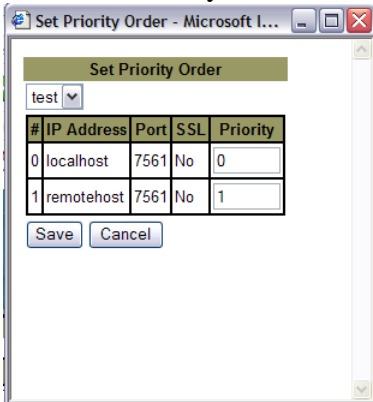 Set Priority Order - Microsoft I...
Set Priority Order
test
# IP Address Port SSL Priority
0 localhost 7561 No 0
1 remotehost 7561 No 1
Save Cancel